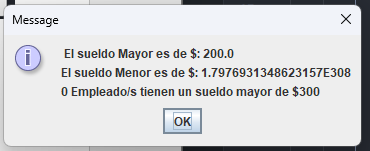 Message
El sueldo Mayor es de $: 200.0
El sueldo Menor es de $: 1.7976931348623157E308
0 Empleado/s tienen un sueldo mayor de $300
OK